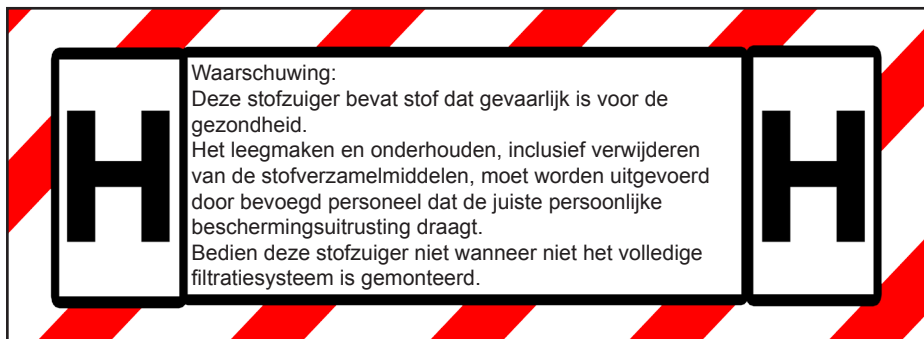 H
Waarschuwing:
Deze stofzuiger bevat stof dat gevaarlijk is voor de
gezondheid.
Het leegmaken en onderhouden, inclusief verwijderen
van de stofverzamelmiddelen, moet worden uitgevoerd
door bevoegd personeel dat de juiste persoonlijke
beschermingsuitrusting draagt.
Bedien deze stofzuiger niet wanneer niet het volledige
filtratiesysteem is gemonteerd.
H